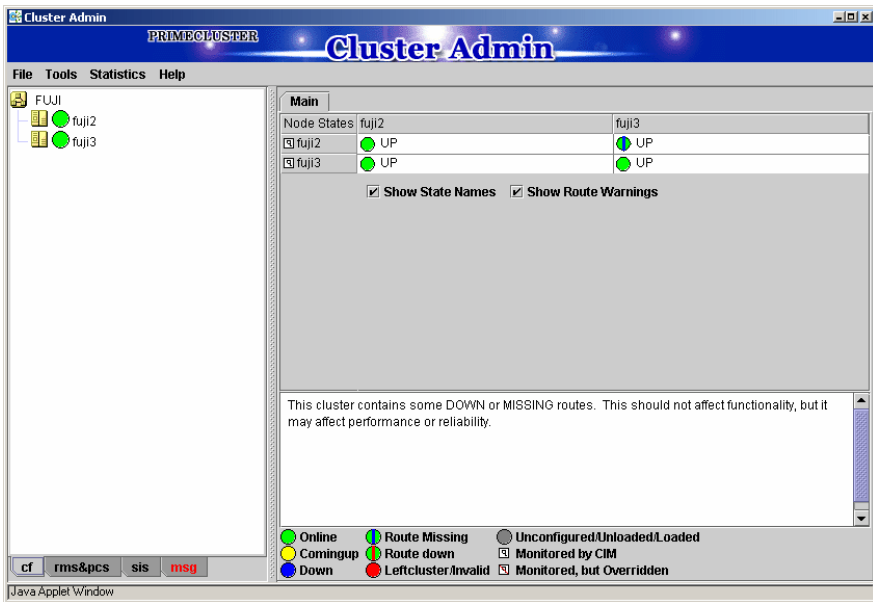 Cluster Admin
PRIMECLUSTER
Cluster Admin
File Tools Statistics Help
FUJI
fuji2
fuji3
Main
Node States fuji2 fuji3
fuji2 UP UP
fuji3 UP UP
Show State Names Show Route Warnings
This cluster contains some DOWN or MISSING routes. This should not affect functionality, but it
may affect performance or reliability.
Online Route Missing Unconfigured/Unloaded/Loaded
Comingup Route down Monitored by CIM
Down Leftcluster/Invalid Monitored, but Overridden
cf rms&pcs sis msg
Java Applet Window